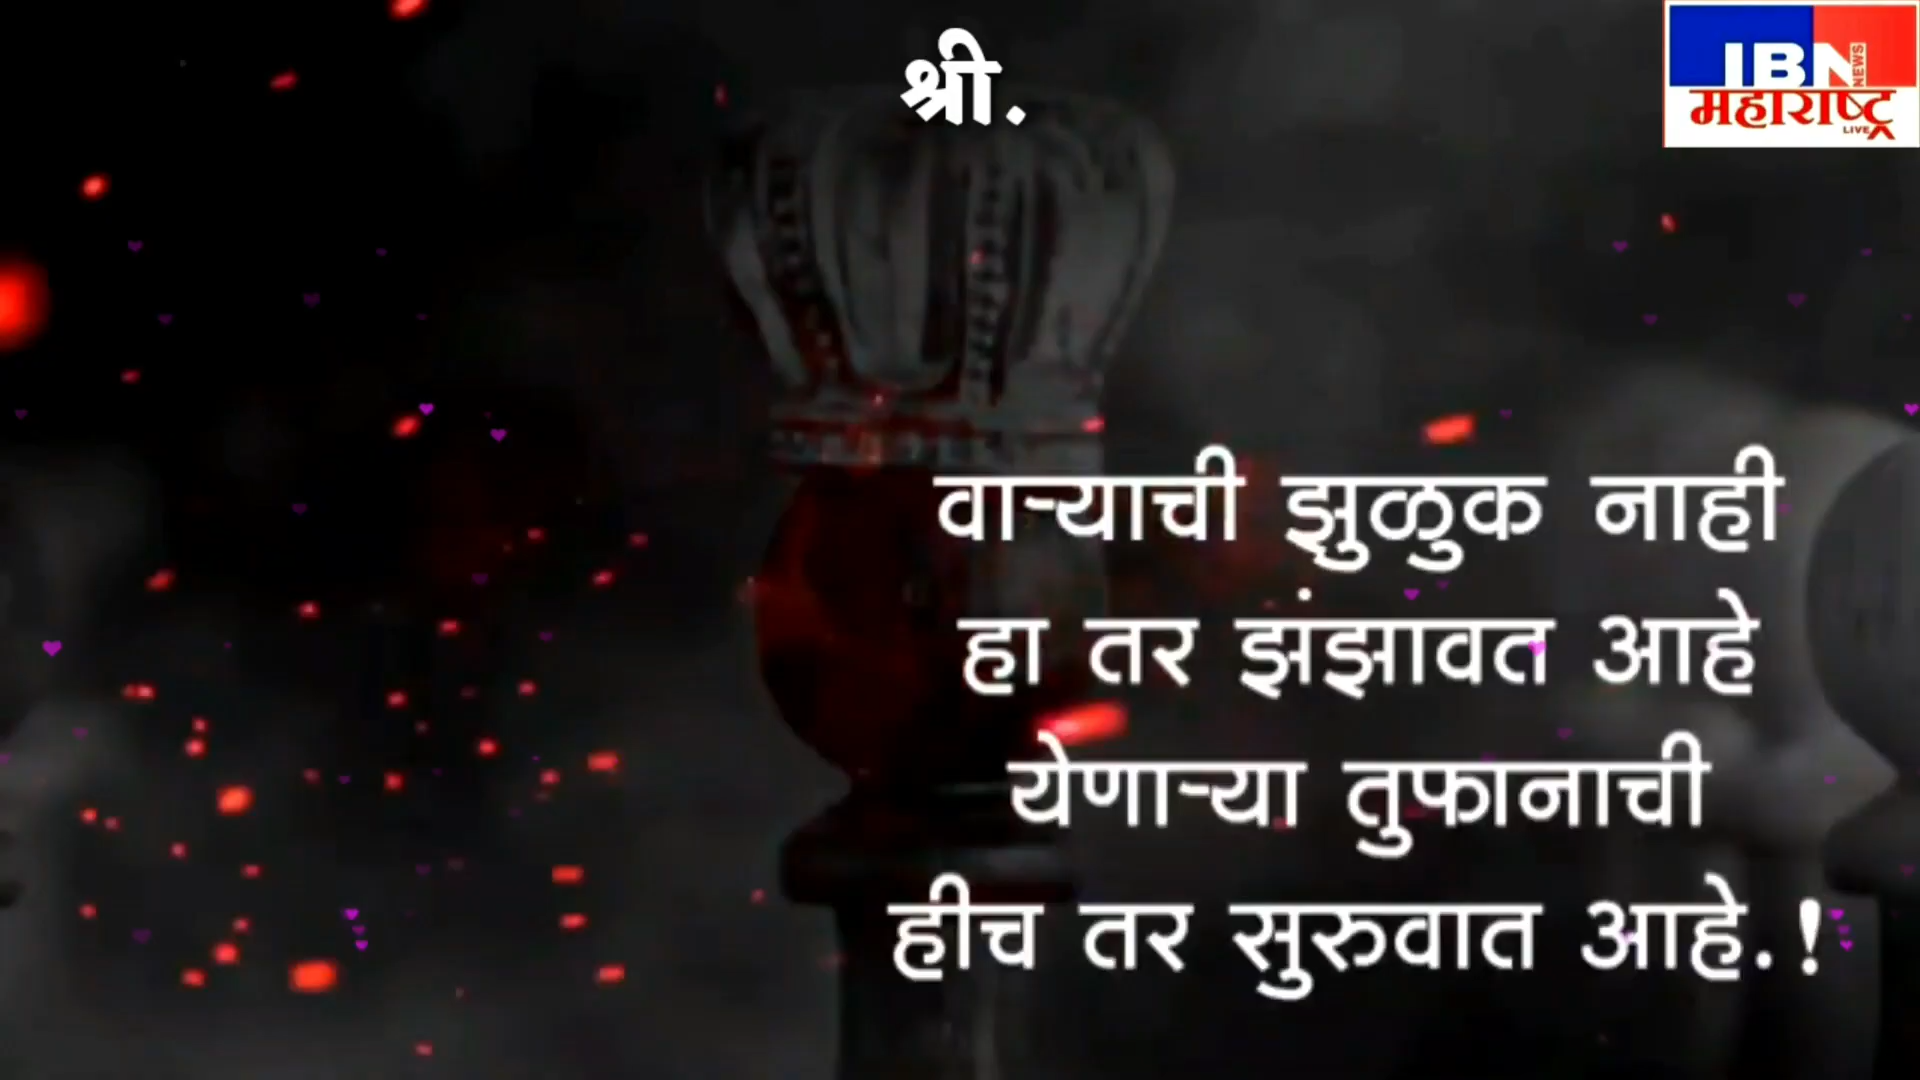 श्री.
IBN
NEWS
महाराष्ट्र
LIVE
वाऱ्याची झुळुक नाही
हा तर झंझावत आहे
येणाऱ्या तुफानाची
हीच तर सुरुवात आहे.!